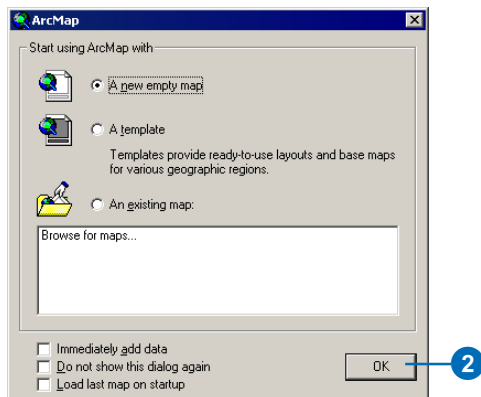 ArcMap
Start using ArcMap with
A new empty map
A template
Templates provide ready-to-use layouts and base maps
for various geographic regions.
An existing map:
Browse for maps...
Immediately add data
Do not show this dialog again
Load last map on startup
OK
2